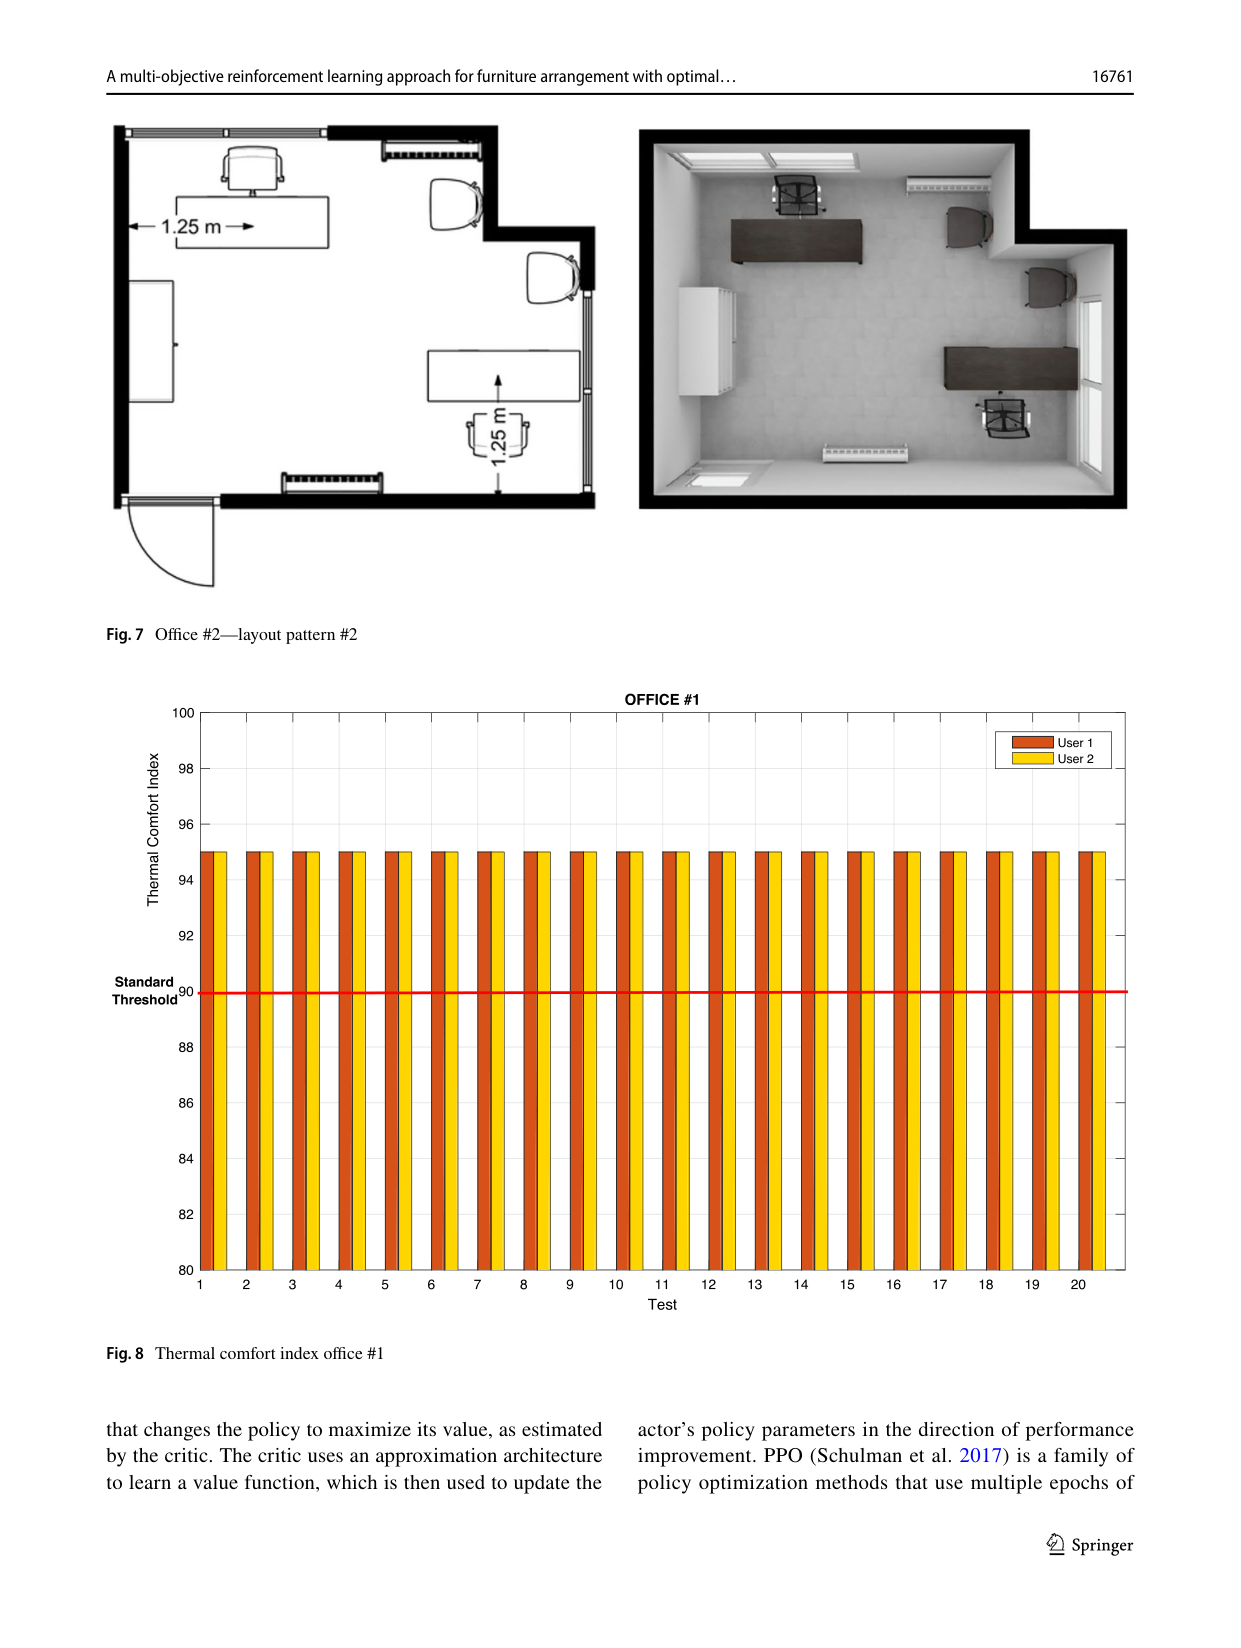 A multi-objective reinforcement learning approach for furniture arrangement with optimal…
16761
1.25 m
1.25 m
Fig. 7 Office #2—layout pattern #2
OFFICE #1
100
98
96
94
92
90
88
86
84
82
80
Thermal Comfort Index
Standard
Threshold
User 1
User 2
1 2 3 4 5 6 7 8 9 10 11 12 13 14 15 16 17 18 19 20
Test
Fig. 8 Thermal comfort index office #1
that changes the policy to maximize its value, as estimated
by the critic. The critic uses an approximation architecture
to learn a value function, which is then used to update the
actor's policy parameters in the direction of performance
improvement. PPO (Schulman et al. 2017) is a family of
policy optimization methods that use multiple epochs of
Springer